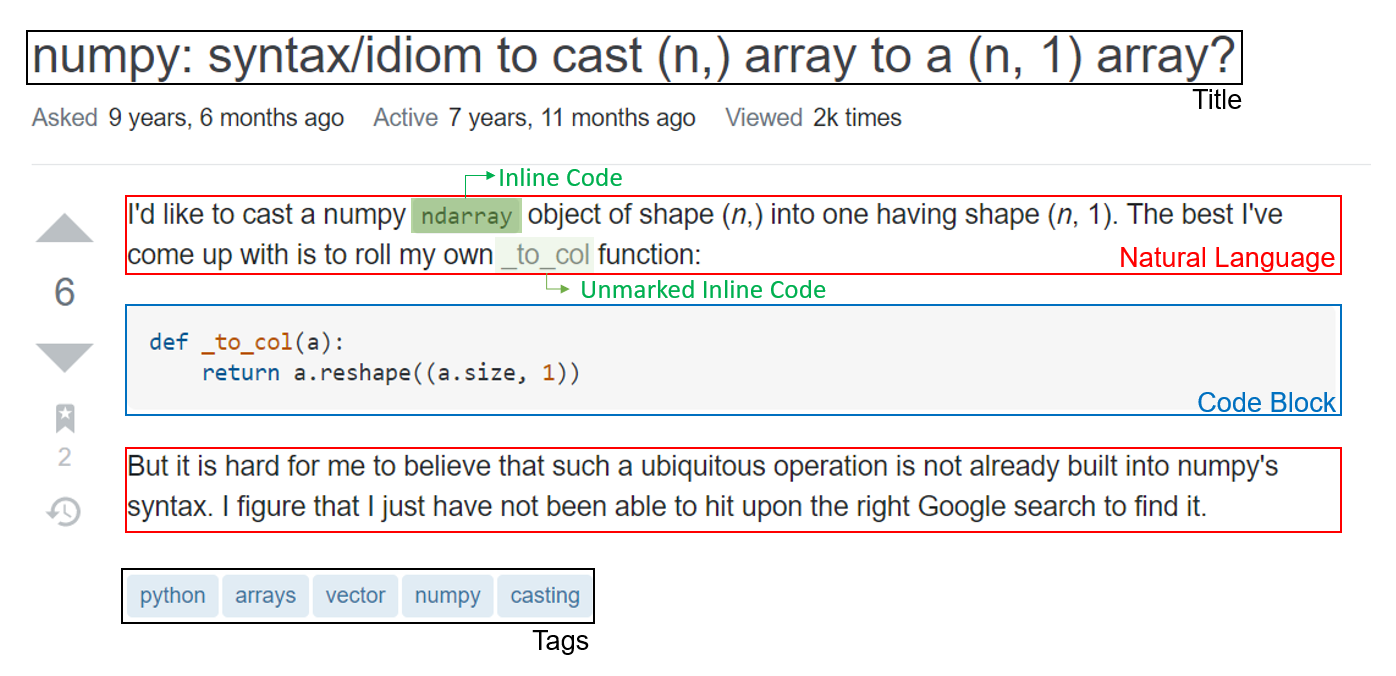 numpy: syntax/idiom to cast (n,) array to a (n, 1) array?
Title
Asked 9 years, 6 months ago Active 7 years, 11 months ago Viewed 2k times
Inline Code
I'd like to cast a numpy ndarray object of shape (n,) into one having shape (n, 1). The best I've
come up with is to roll my own _to_col function:
Natural Language
Unmarked Inline Code
6
def _to_col(a):
    return a.reshape((a.size, 1))
Code Block
2
But it is hard for me to believe that such a ubiquitous operation is not already built into numpy's
syntax. I figure that I just have not been able to hit upon the right Google search to find it.
python arrays vector numpy casting
Tags